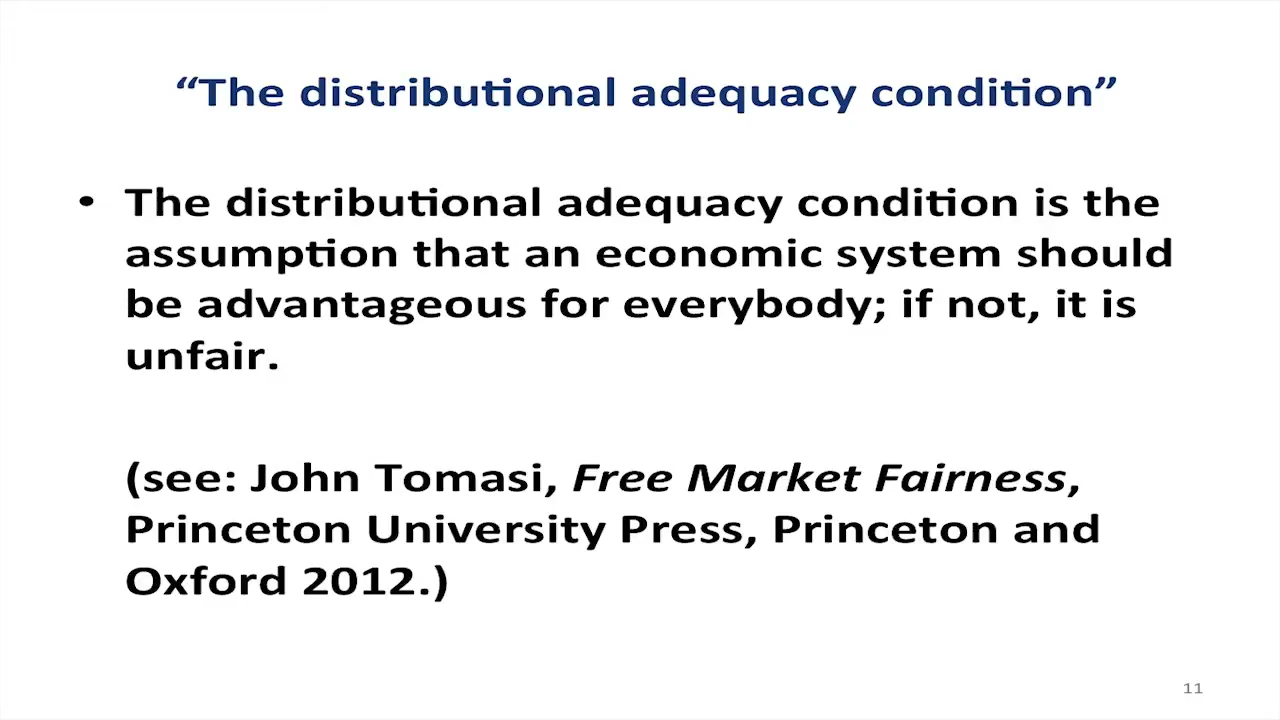 “The distributional adequacy condition”
• The distributional adequacy condition is the
assumption that an economic system should
be advantageous for everybody; if not, it is
unfair.
(see: John Tomasi, Free Market Fairness,
Princeton University Press, Princeton and
Oxford 2012.)
11